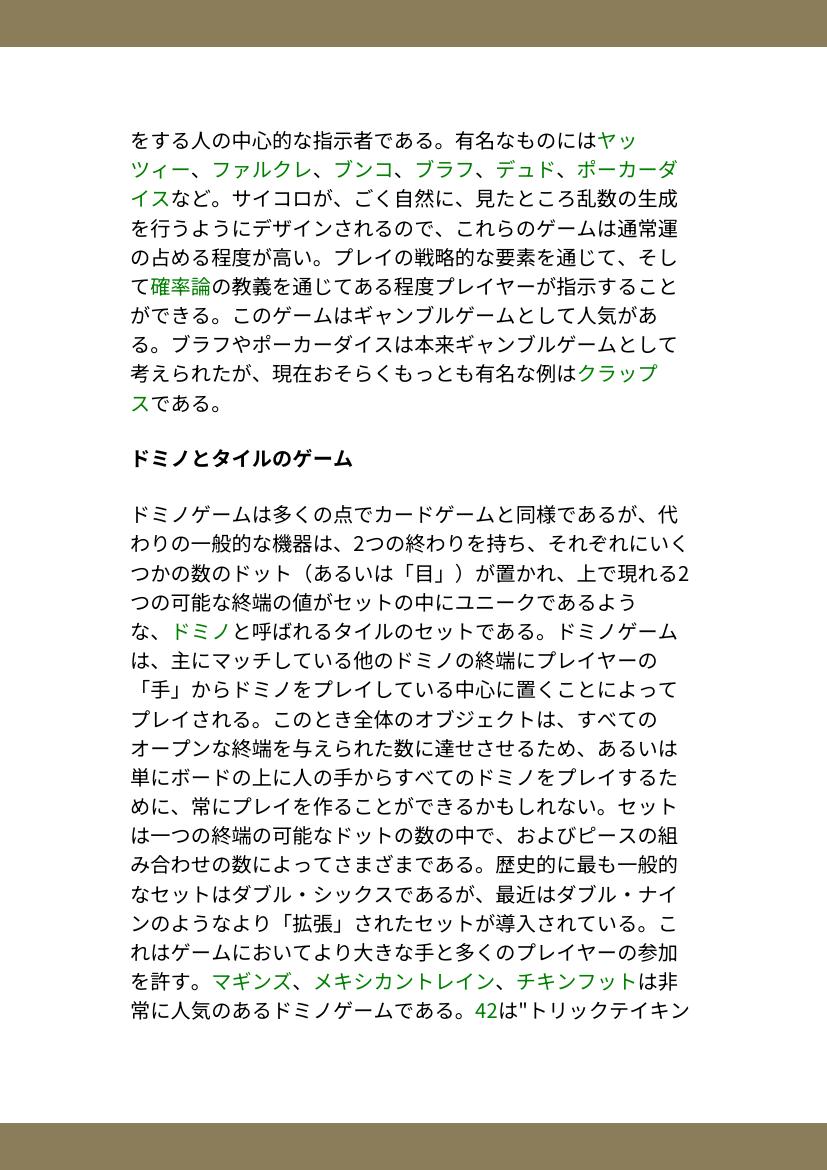 をする人の中心的な指示者である。有名なものにはヤッ
ツィー、ファルクレ、ブンコ、ブラフ、デュド、ポーカーダ
イスなど。サイコロが、ごく自然に、見たところ乱数の生成
を行うようにデザインされるので、これらのゲームは通常運
の占める程度が高い。プレイの戦略的な要素を通じて、そし
て確率論の教義を通じてある程度プレイヤーが指示すること
ができる。このゲームはギャンブルゲームとして人気があ
る。ブラフやポーカーダイスは本来ギャンブルゲームとして
考えられたが、現在おそらくもっとも有名な例はクラップ
スである。
ドミノとタイルのゲーム
ドミノゲームは多くの点でカードゲームと同様であるが、代
わりの一般的な機器は、2つの終わりを持ち、それぞれにいく
つかの数のドット（あるいは「目」）が置かれ、上で現れる2
つの可能な終端の値がセットの中にユニークであるよう
な、ドミノと呼ばれるタイルのセットである。ドミノゲーム
は、主にマッチしている他のドミノの終端にプレイヤーの
「手」からドミノをプレイしている中心に置くことによって
プレイされる。このとき全体のオブジェクトは、すべての
オープンな終端を与えられた数に達せさせるため、あるいは
単にボードの上に人の手からすべてのドミノをプレイするた
めに、常にプレイを作ることができるかもしれない。セット
は一つの終端の可能なドットの数の中で、およびピースの組
み合わせの数によってさまざまである。歴史的に最も一般的
なセットはダブル・シックスであるが、最近はダブル・ナイ
ンのようなより「拡張」されたセットが導入されている。こ
れはゲームにおいてより大きな手と多くのプレイヤーの参加
を許す。マギンズ、メキシカントレイン、チキンフットは非
常に人気のあるドミノゲームである。42は"トリックテイキン